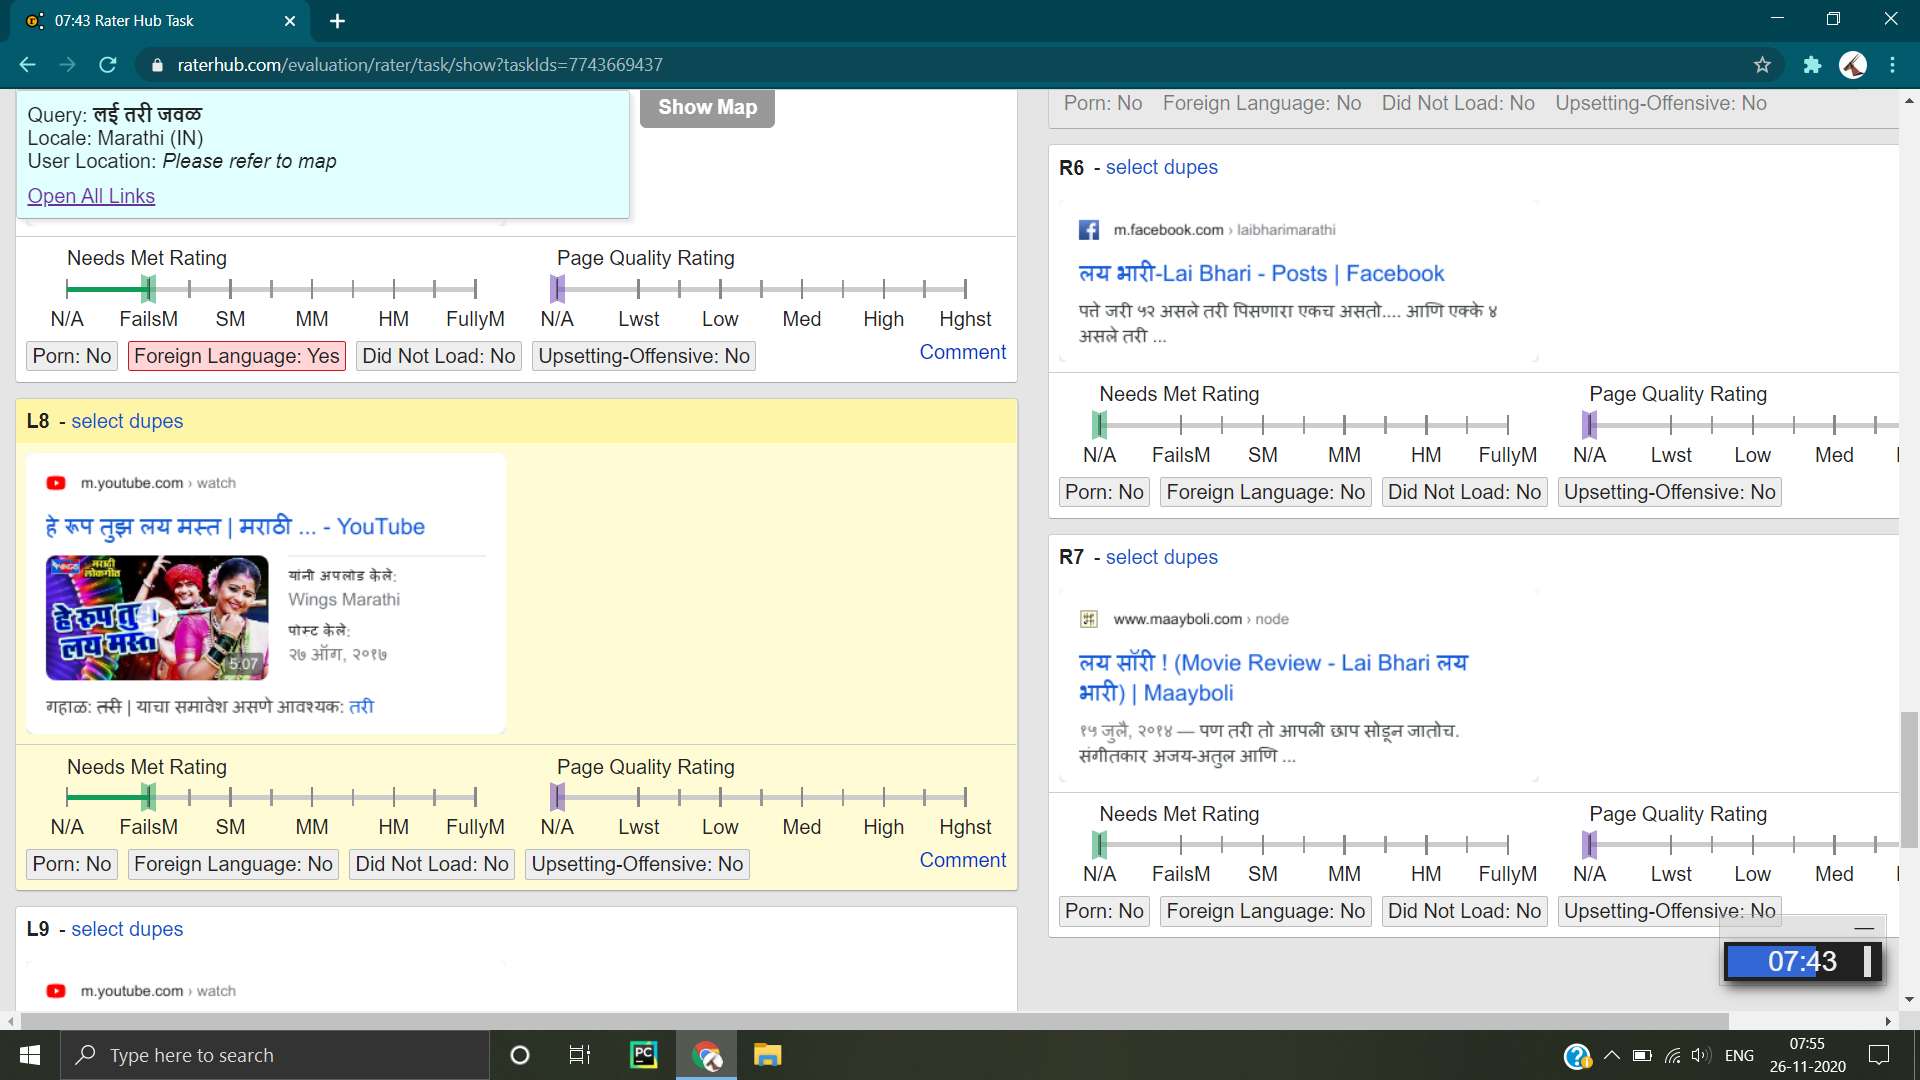 07:43 Rater Hub Task
raterhub.com/evaluation/rater/task/show?taskIds=7743669437
Query: लई तरी जवळ
Locale: Marathi (IN)
User Location: Please refer to map
Open All Links
Show Map
Needs Met Rating
Page Quality Rating
N/A FailsM SM MM HM FullyM
N/A Lwst Low Med High Hghst
Porn: No Foreign Language: Yes Did Not Load: No Upsetting-Offensive: No
Comment
L8 - select dupes
m.youtube.com › watch
हे रूप तुझ लय मस्त | मराठी ... - YouTube
मराठी
लोकगीत
हे रूप तुझ
लय मस्त
5:07
यांनी अपलोड केले:
Wings Marathi
पोस्ट केले:
२७ ऑग, २०१७
गहाळ: तरी | याचा समावेश असणे आवश्यक: तरी
Needs Met Rating
Page Quality Rating
N/A FailsM SM MM HM FullyM
N/A Lwst Low Med High Hghst
Porn: No Foreign Language: No Did Not Load: No Upsetting-Offensive: No
Comment
L9 - select dupes
m.youtube.com › watch
Porn: No Foreign Language: No Did Not Load: No Upsetting-Offensive: No
R6 - select dupes
m.facebook.com › laibharimarathi
लय भारी-Lai Bhari - Posts | Facebook
पत्ते जरी ५२ असले तरी पिसणारा एकच असतो.... आणि एक्के ४
असले तरी ...
Needs Met Rating
Page Quality Rating
N/A FailsM SM MM HM FullyM
N/A Lwst Low Med
Porn: No Foreign Language: No Did Not Load: No Upsetting-Offensive: No
R7 - select dupes
www.maayboli.com › node
लय सॉरी ! (Movie Review - Lai Bhari लय
भारी) | Maayboli
१५ जुलै, २०१४ — पण तरी तो आपली छाप सोडून जातोच.
संगीतकार अजय-अतुल आणि ...
Needs Met Rating
Page Quality Rating
N/A FailsM SM MM HM FullyM
N/A Lwst Low Med
Porn: No Foreign Language: No Did Not Load: No Upsetting-Offensive: No
07:43
Type here to search
PC
ENG
07:55
26-11-2020